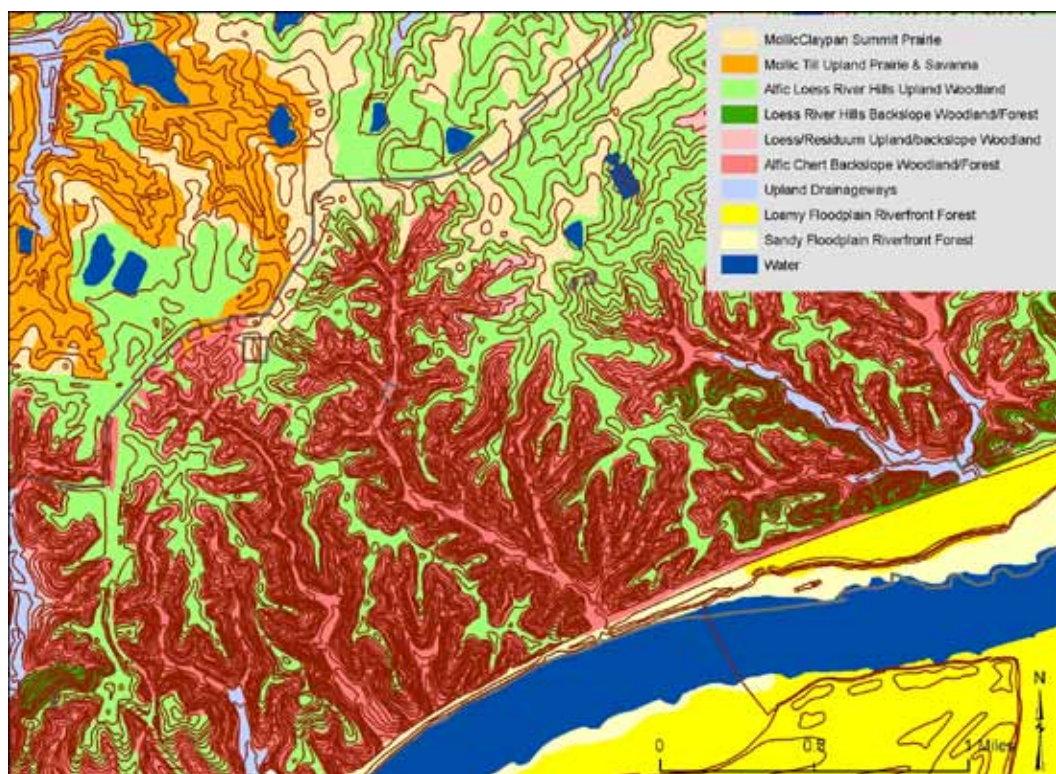 MollicClaypan Summit Prairie
Mollic Till Upland Prairie & Savanna
Alfic Loess River Hills Upland Woodland
Loess River Hills Backslope Woodland/Forest
Loess/Residuum Upland/backslope Woodland
Alfic Chert Backslope Woodland/Forest
Upland Drainageways
Loamy Floodplain Riverfront Forest
Sandy Floodplain Riverfront Forest
Water
N
0 0.5 1 Miles